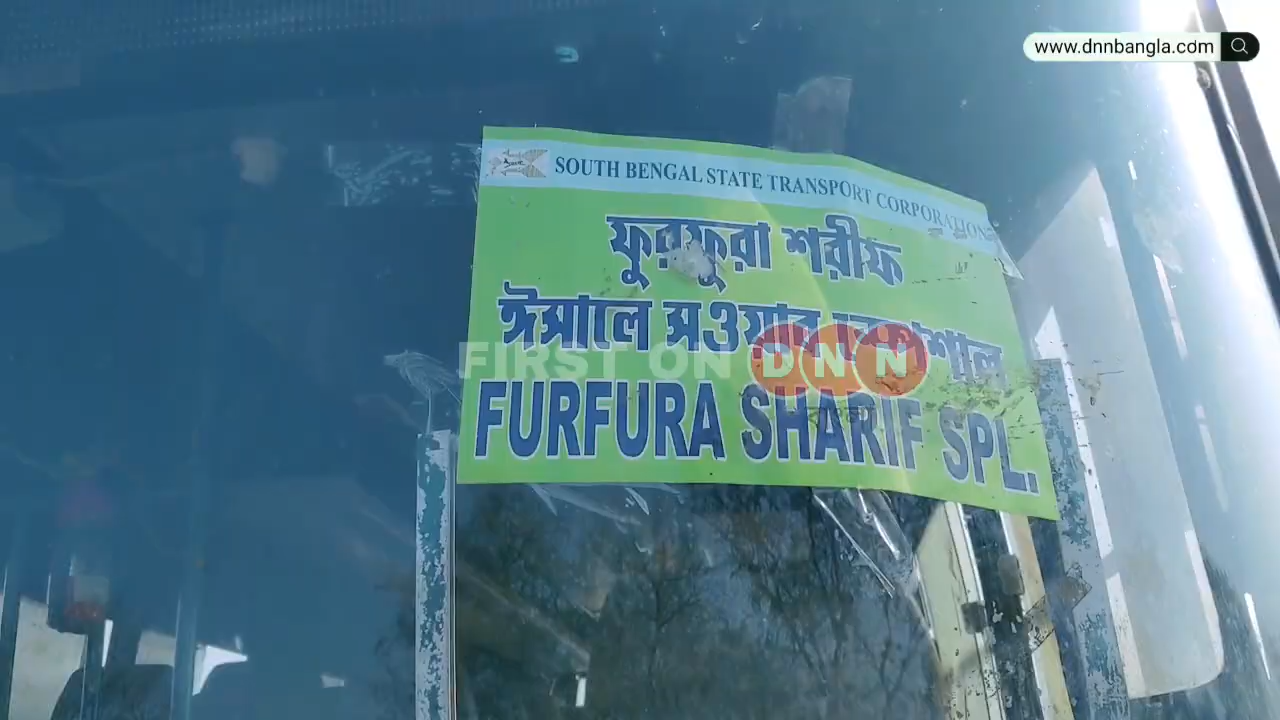 www.dnnbangla.com
SOUTH BENGAL STATE TRANSPORT CORPORATION
ফুরফুরা শরীফ
ঈসালে সওয়াব স্পেশাল
FIRST ON DNN
FURFURA SHARIF SPL.